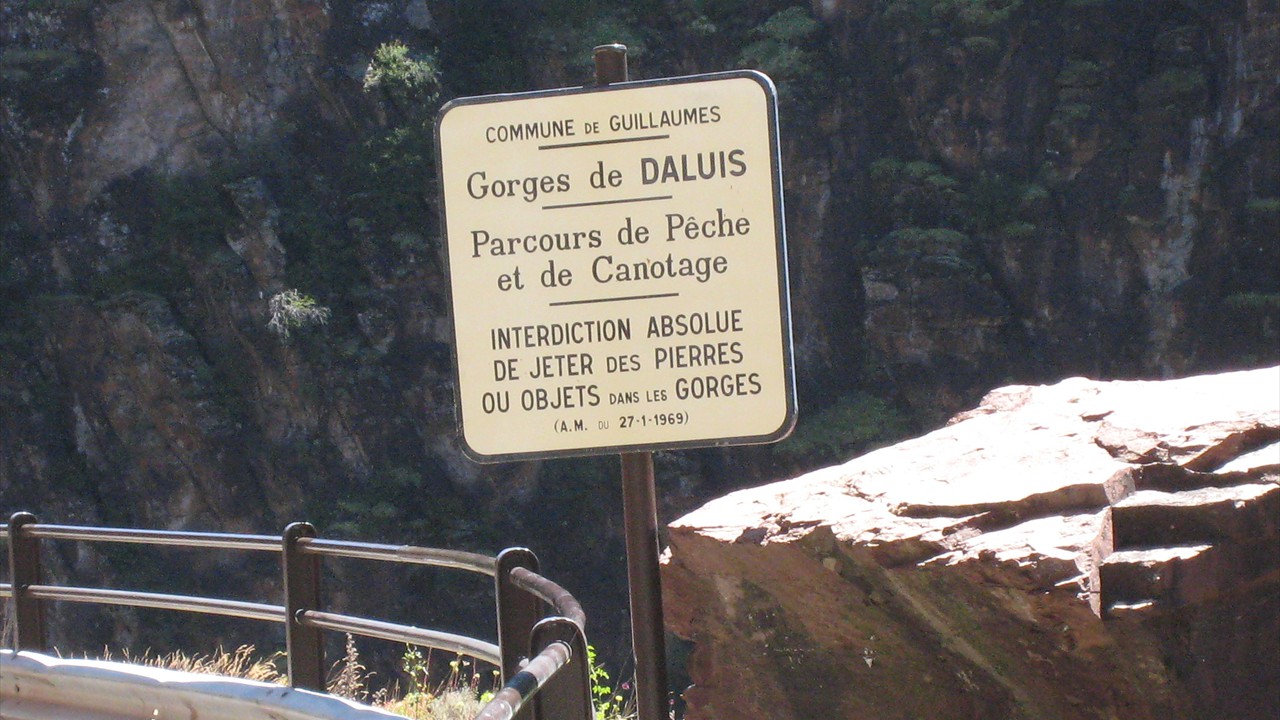 COMMUNE DE GUILLAUMES
Gorges de DALUIS
Parcours de Pêche
et de Canotage
INTERDICTION ABSOLUE
DE JETER DES PIERRES
OU OBJETS DANS LES GORGES
(A.M. DU 27-1-1969)